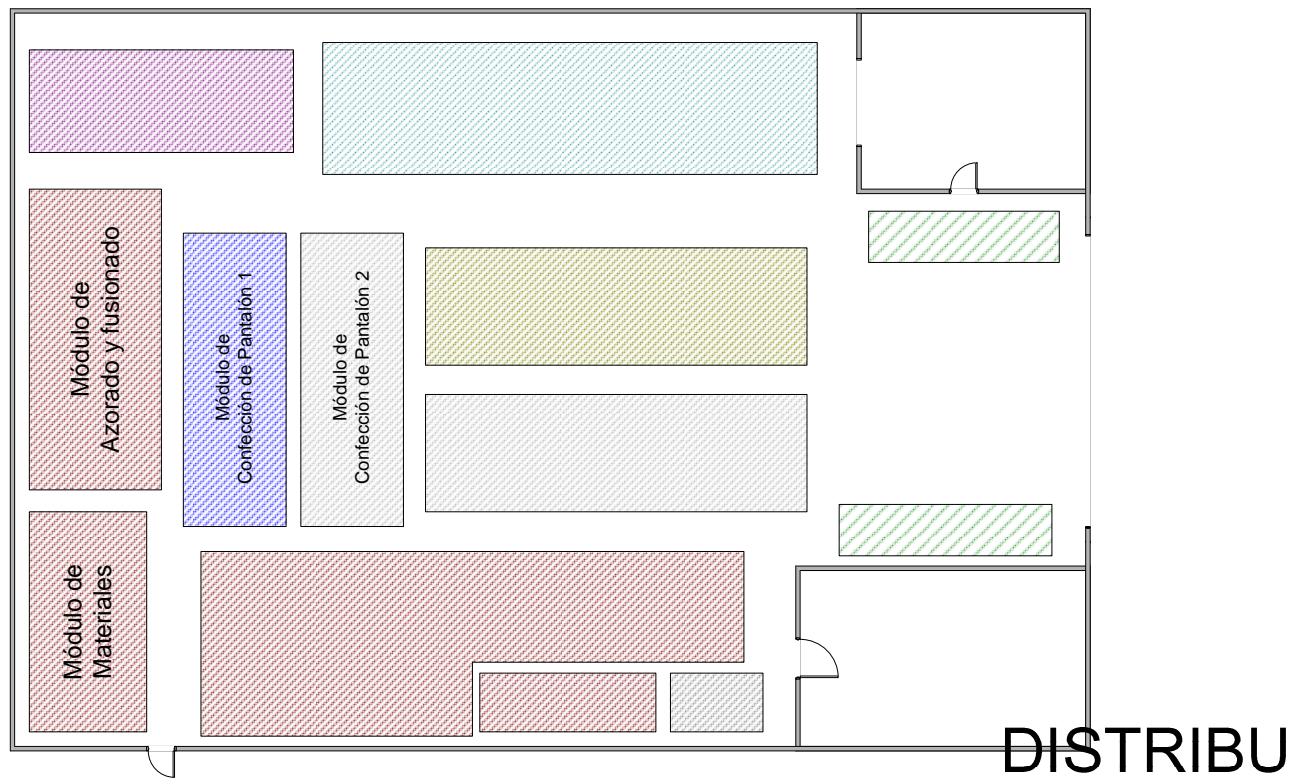 Módulo de
Azorado y fusionado
Módulo de
Confección de Pantalón 1
Módulo de
Confección de Pantalón 2
Módulo de
Materiales
DISTRIBU